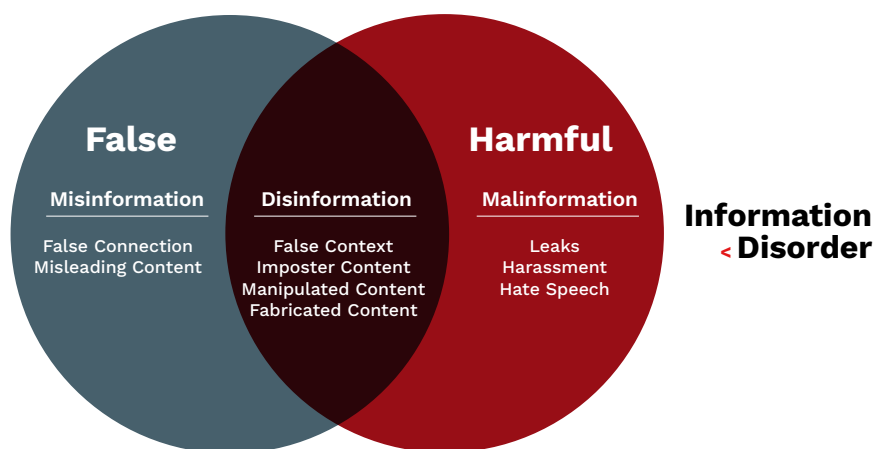 False
Misinformation
False Connection
Misleading Content
Disinformation
False Context
Imposter Content
Manipulated Content
Fabricated Content
Harmful
Malinformation
Leaks
Harassment
Hate Speech
Information
< Disorder